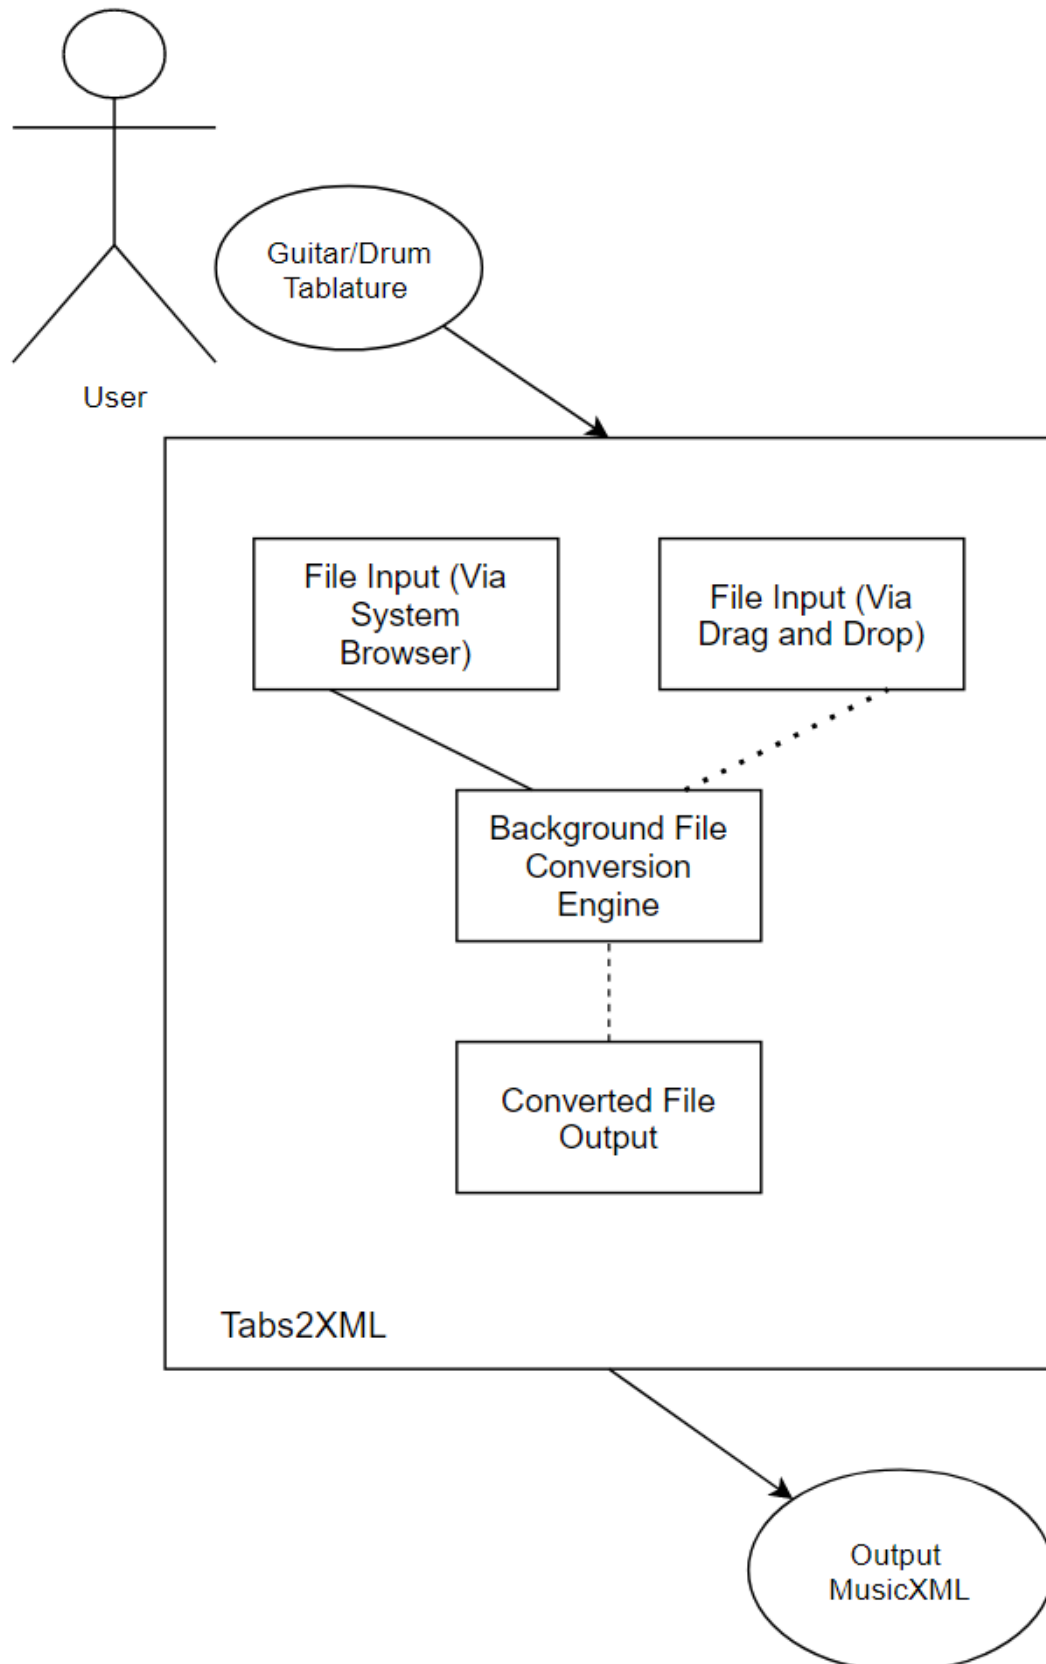 Guitar/Drum
Tablature
User
File Input (Via
System
Browser)
File Input (Via
Drag and Drop)
Background File
Conversion
Engine
Converted File
Output
Tabs2XML
Output
MusicXML